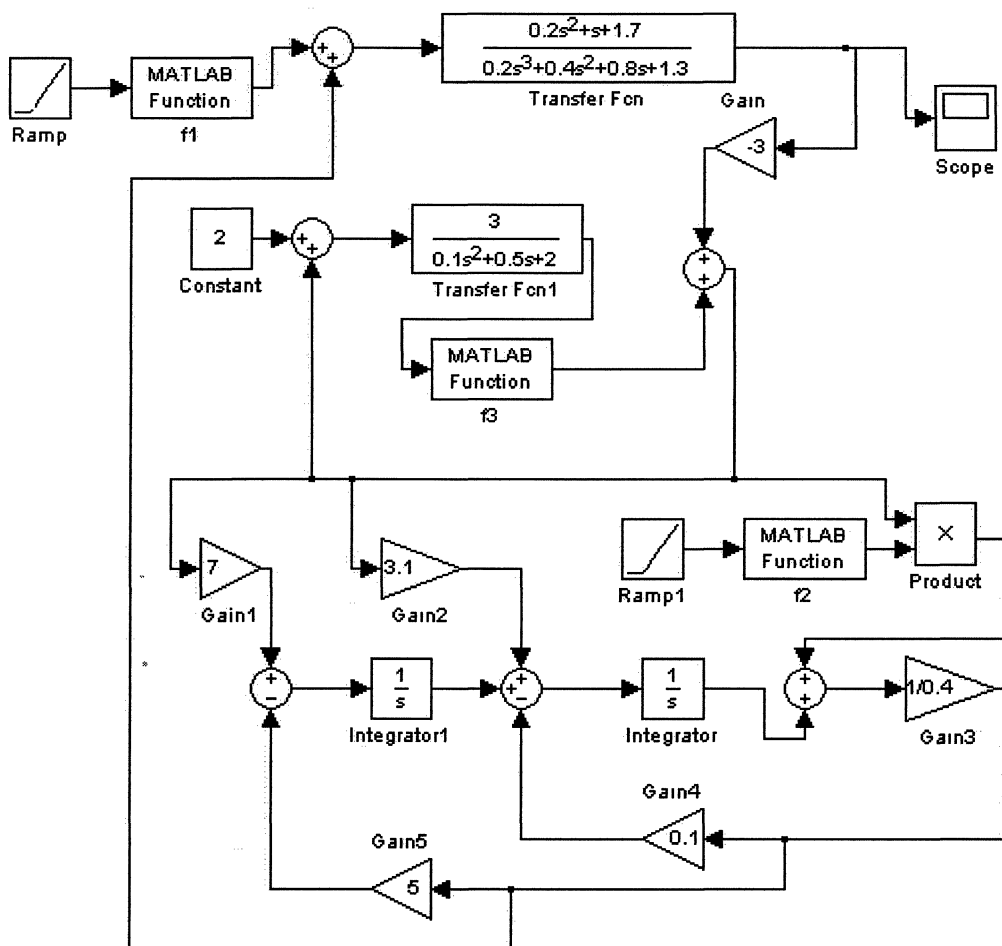 0.2s²+s+1.7
0.2s³+0.4s²+0.8s+1.3
Transfer Fcn
MATLAB
Function
f1
Ramp
Gain
-3
Scope
2
Constant
3
0.1s²+0.5s+2
Transfer Fcn1
MATLAB
Function
f3
7
Gain1
3.1
Gain2
Ramp1
MATLAB
Function
f2
×
Product
1
s
Integrator1
1
s
Integrator
1/0.4
Gain3
Gain4
0.1
Gain5
5